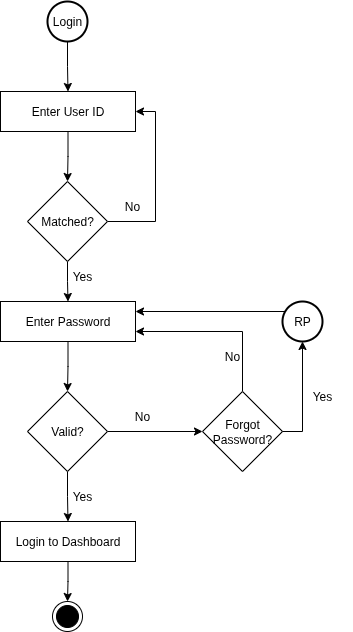 Login
Enter User ID
No
Matched?
Yes
Enter Password
RP
No
Yes
No
Forgot
Password?
Valid?
Yes
Login to Dashboard